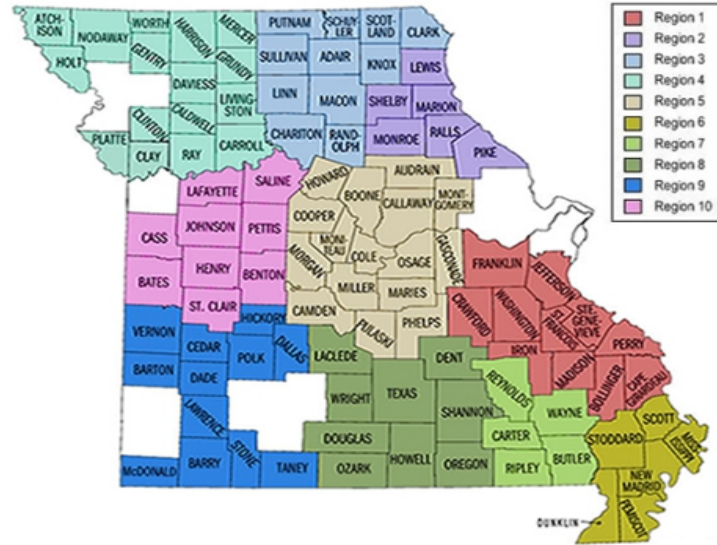 ATCH-
ISON
NODAWAY
WORTH
GENTRY
HARRISON
MERCER
GRUNDY
HOLT
DAVIESS
LIVING-
STON
CLINTON
CALDWELL
PLATTE
CLAY
RAY
CARROLL
PUTNAM
SCHUY-
LER
SCOT-
LAND
CLARK
SULLIVAN
ADAIR
KNOX
LEWIS
LINN
MACON
SHELBY
MARION
CHARITON
RAND-
OLPH
MONROE
RALLS
PIKE
Region 1
Region 2
Region 3
Region 4
Region 5
Region 6
Region 7
Region 8
Region 9
Region 10
LAFAYETTE
SALINE
CASS
JOHNSON
PETTIS
BATES
HENRY
BENTON
ST. CLAIR
HOWARD
BOONE
AUDRAIN
CALLAWAY
MONT-
GOMERY
COOPER
MONI-
TEAU
COLE
OSAGE
GASCONADE
MORGAN
MILLER
MARIES
CAMDEN
PULASKI
PHELPS
FRANKLIN
JEFFERSON
CRAWFORD
WASHINGTON
ST.
FRANCOIS
STE.
GENE-
VIEVE
PERRY
IRON
MADISON
BOLLINGER
CAPE
GIRARDEAU
VERNON
CEDAR
HICKORY
POLK
DALLAS
BARTON
DADE
LAWRENCE
STONE
McDONALD
BARRY
TANEY
LACLEDE
DENT
WRIGHT
TEXAS
SHANNON
DOUGLAS
OZARK
HOWELL
OREGON
REYNOLDS
WAYNE
CARTER
RIPLEY
BUTLER
STODDARD
SCOTT
MISS-
ISSIPPI
NEW
MADRID
PEMISCOT
DUNKLIN